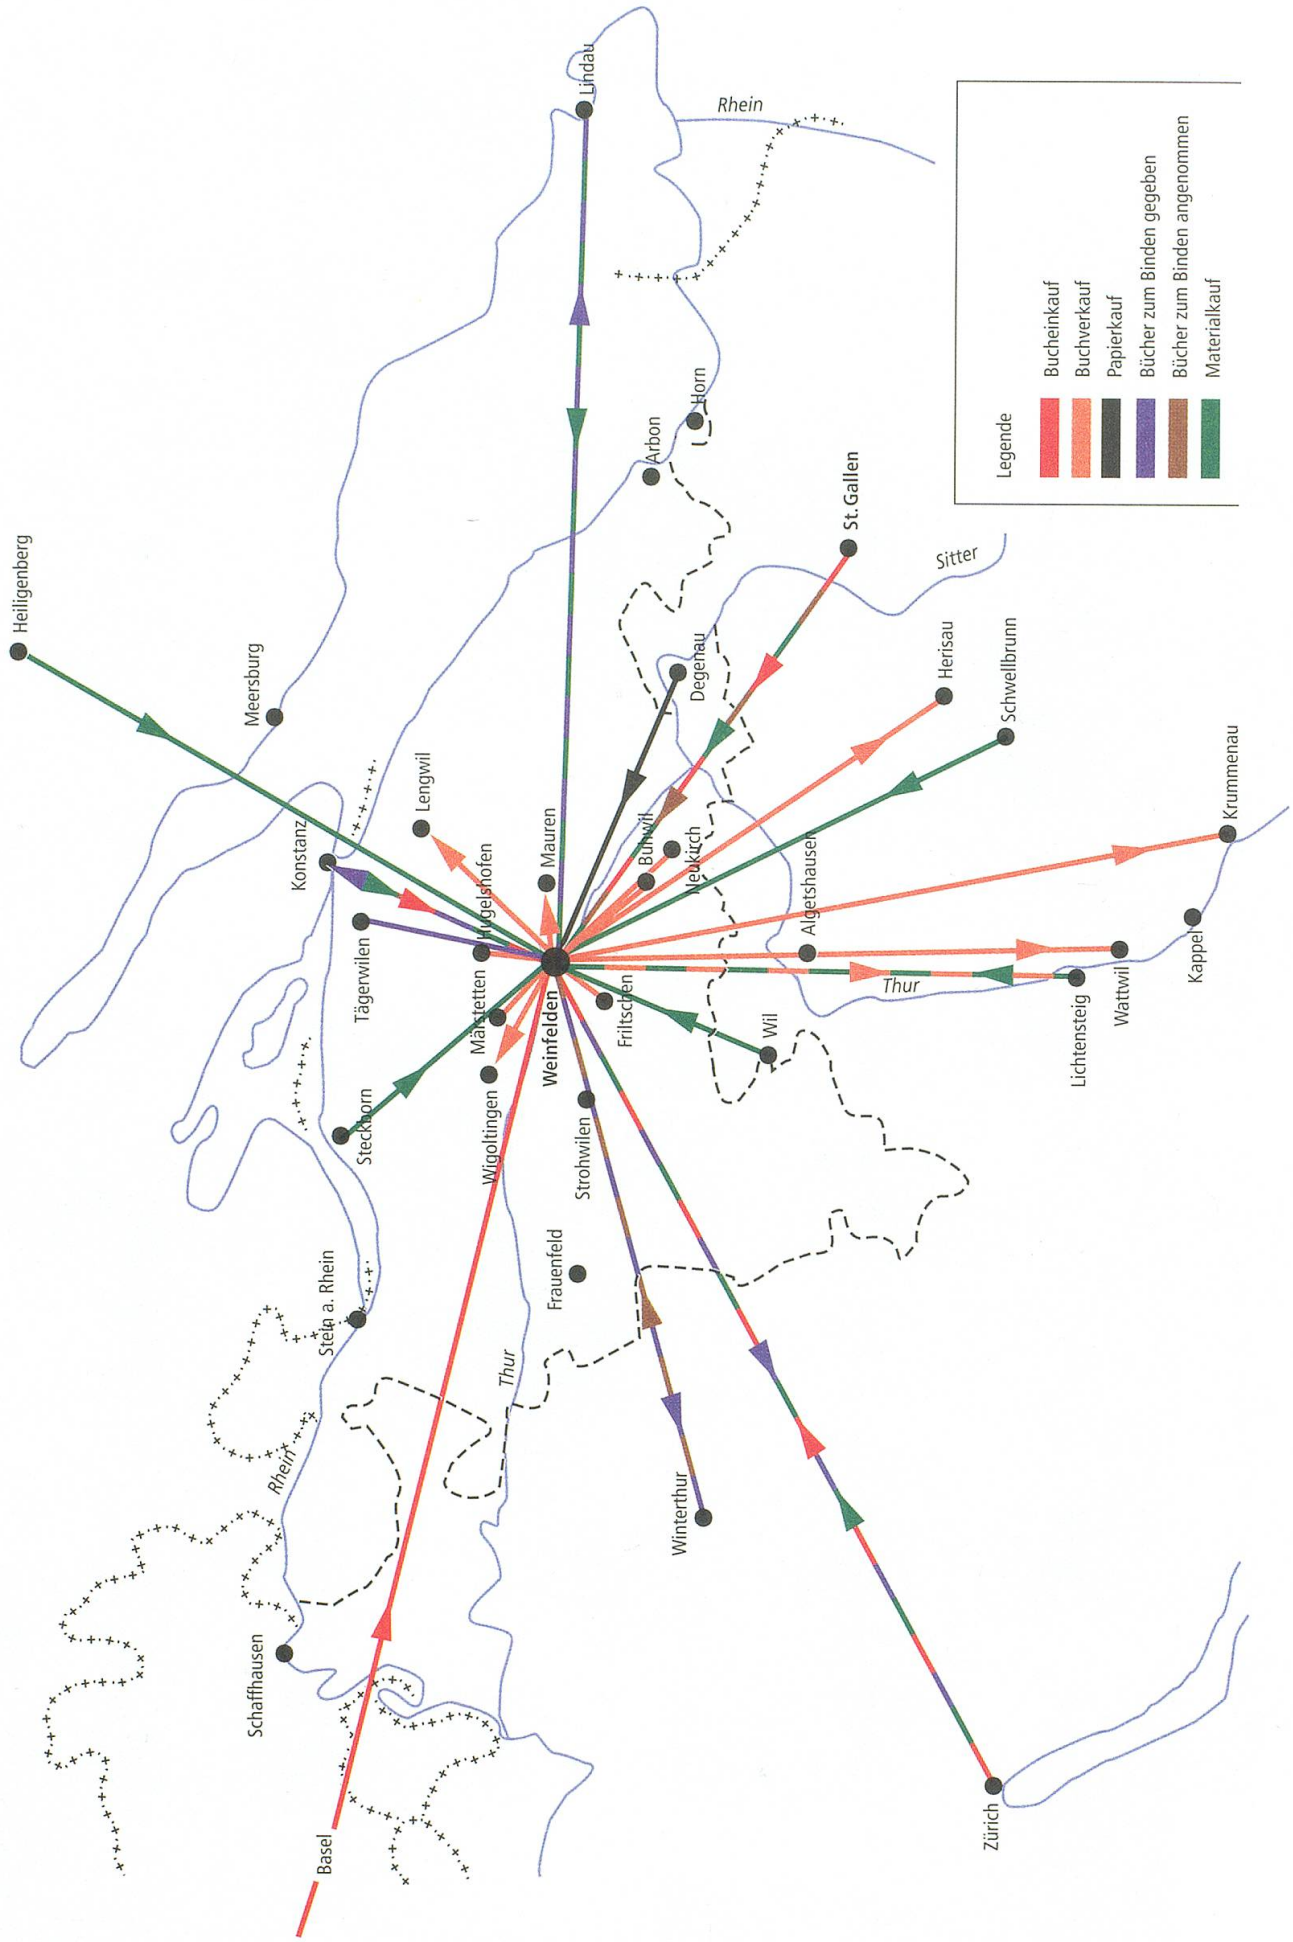 Schaffhausen
Basel
Rhein
Stein a. Rhein
Steckborn
Tägerwilen
Konstanz
Meersburg
Heiligenberg
Lengwil
Hugelshofen
Märstetten
Wigoltingen
Mauren
Lindau
Thur
Frauenfeld
Strohwilen
Weinfelden
Friltschen
Buhwil
Neukirch
Degenau
Arbon
Horn
Rhein
Winterthur
Wil
Algetshausen
St. Gallen
Thur
Herisau
Sitter
Zürich
Lichtensteig
Wattwil
Schwellbrunn
Kappel
Krummenau
Legende
Bucheinkauf
Buchverkauf
Papierkauf
Bücher zum Binden gegeben
Bücher zum Binden angenommen
Materialkauf